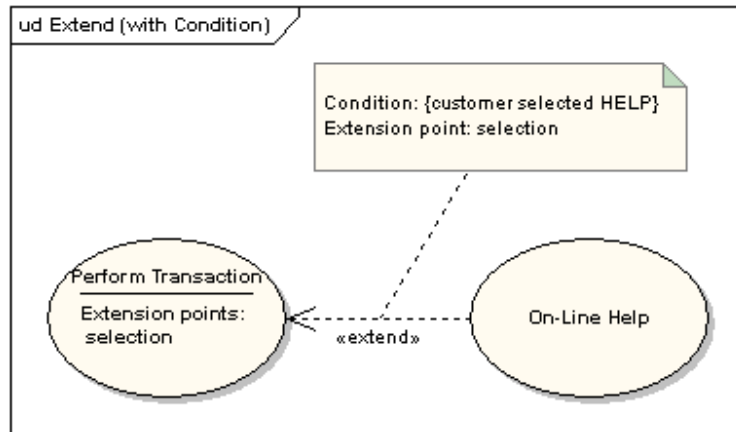 ud Extend (with Condition)
Condition: {customer selected HELP}
Extension point: selection
Perform Transaction
Extension points:
selection
«extend»
On-Line Help